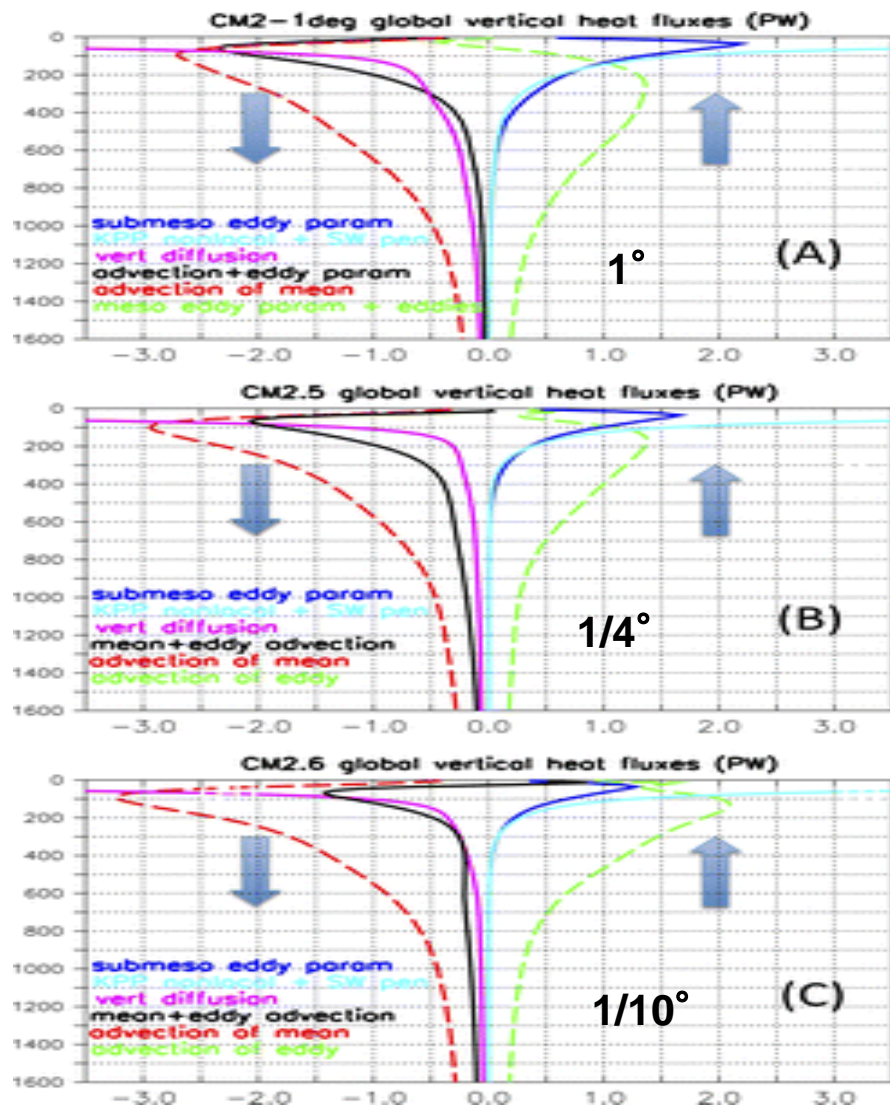 CM2-1deg global vertical heat fluxes (PW)
0
200
400
600
800
1000
1200
1400
1600
submeso eddy param
KPP nonlocal + SW pen
vert diffusion
advection+eddy param
advection of mean
meso eddy param + eddies
1°
(A)
-3.0 -2.0 -1.0 0.0 1.0 2.0 3.0
CM2.5 global vertical heat fluxes (PW)
0
200
400
600
800
1000
1200
1400
1600
submeso eddy param
KPP nonlocal + SW pen
vert diffusion
mean+eddy advection
advection of mean
advection of eddy
1/4°
(B)
-3.0 -2.0 -1.0 0.0 1.0 2.0 3.0
CM2.6 global vertical heat fluxes (PW)
0
200
400
600
800
1000
1200
1400
1600
submeso eddy param
KPP nonlocal + SW pen
vert diffusion
mean+eddy advection
advection of mean
advection of eddy
1/10°
(C)
-3.0 -2.0 -1.0 0.0 1.0 2.0 3.0